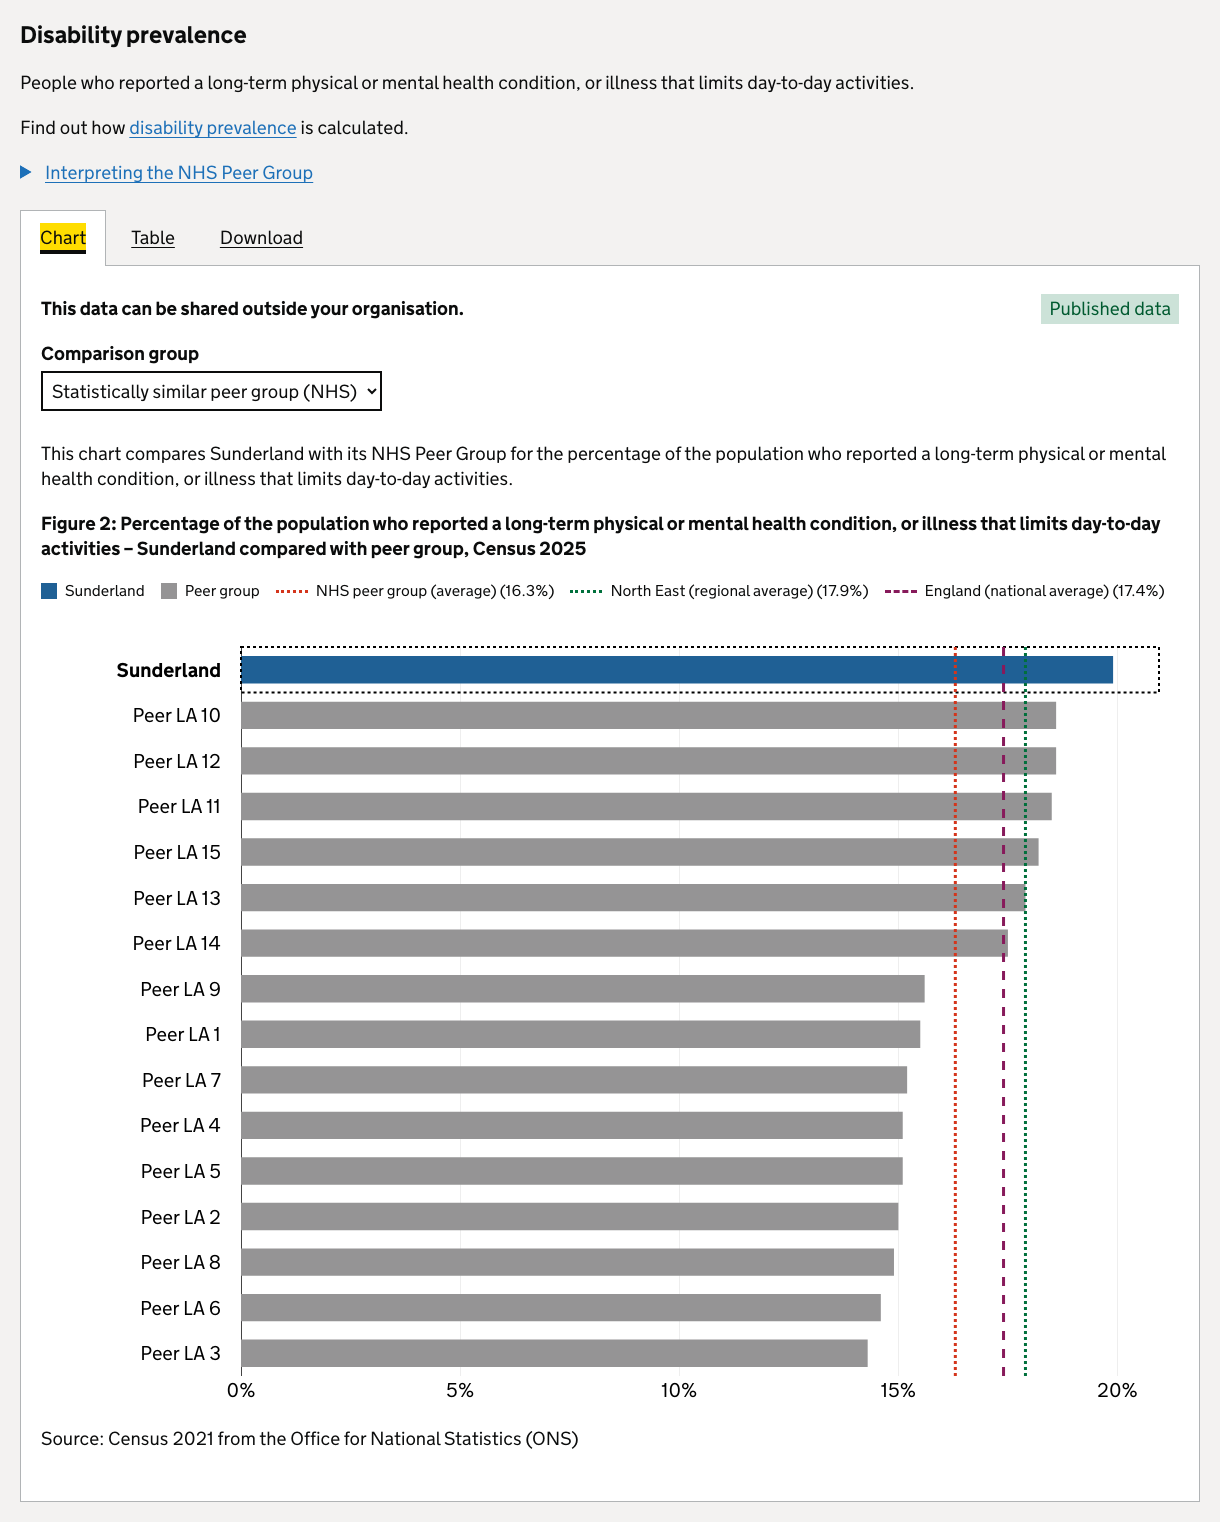 Disability prevalence
People who reported a long-term physical or mental health condition, or illness that limits day-to-day activities.
Find out how disability prevalence is calculated.
Interpreting the NHS Peer Group
Chart Table Download
This data can be shared outside your organisation. Published data
Comparison group
Statistically similar peer group (NHS)
This chart compares Sunderland with its NHS Peer Group for the percentage of the population who reported a long-term physical or mental
health condition, or illness that limits day-to-day activities.
Figure 2: Percentage of the population who reported a long-term physical or mental health condition, or illness that limits day-to-day
activities – Sunderland compared with peer group, Census 2025
Sunderland Peer group NHS peer group (average) (16.3%) North East (regional average) (17.9%) England (national average) (17.4%)
Sunderland
Peer LA 10
Peer LA 12
Peer LA 11
Peer LA 15
Peer LA 13
Peer LA 14
Peer LA 9
Peer LA 1
Peer LA 7
Peer LA 4
Peer LA 5
Peer LA 2
Peer LA 8
Peer LA 6
Peer LA 3
0% 5% 10% 15% 20%
Source: Census 2021 from the Office for National Statistics (ONS)